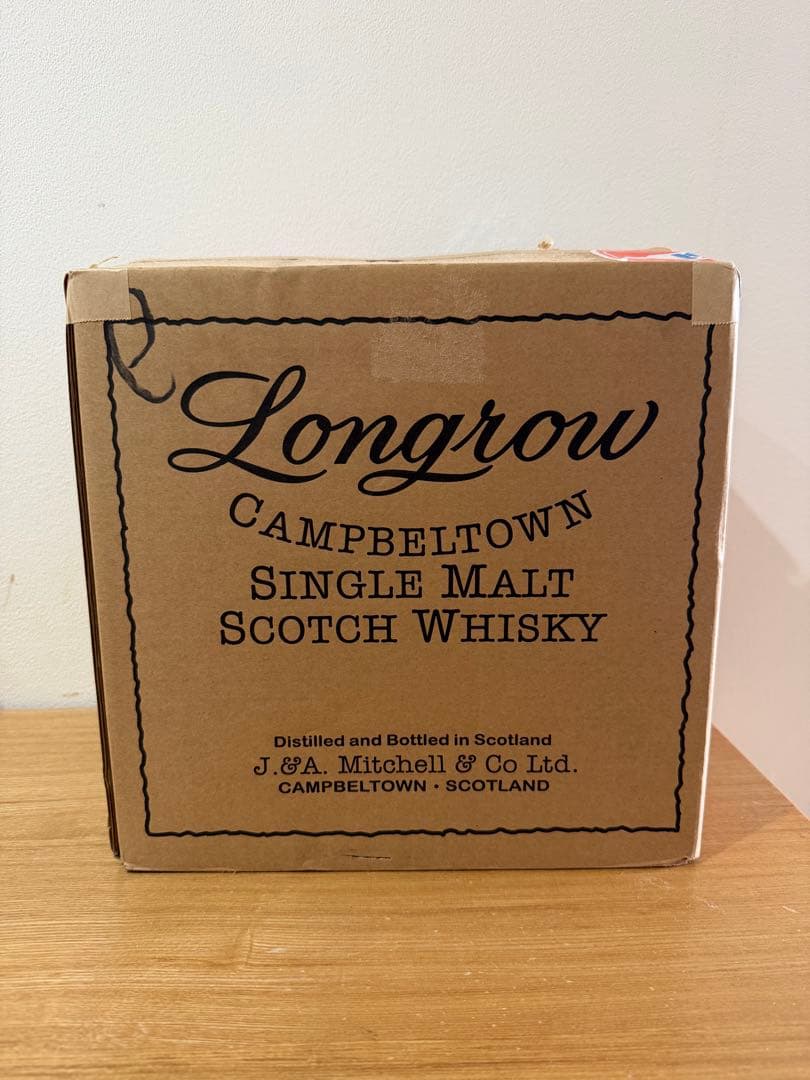 Longrow
CAMPBELTOWN
SINGLE MALT
SCOTCH WHISKY
Distilled and Bottled in Scotland
J.&A. Mitchell & Co Ltd.
CAMPBELTOWN · SCOTLAND